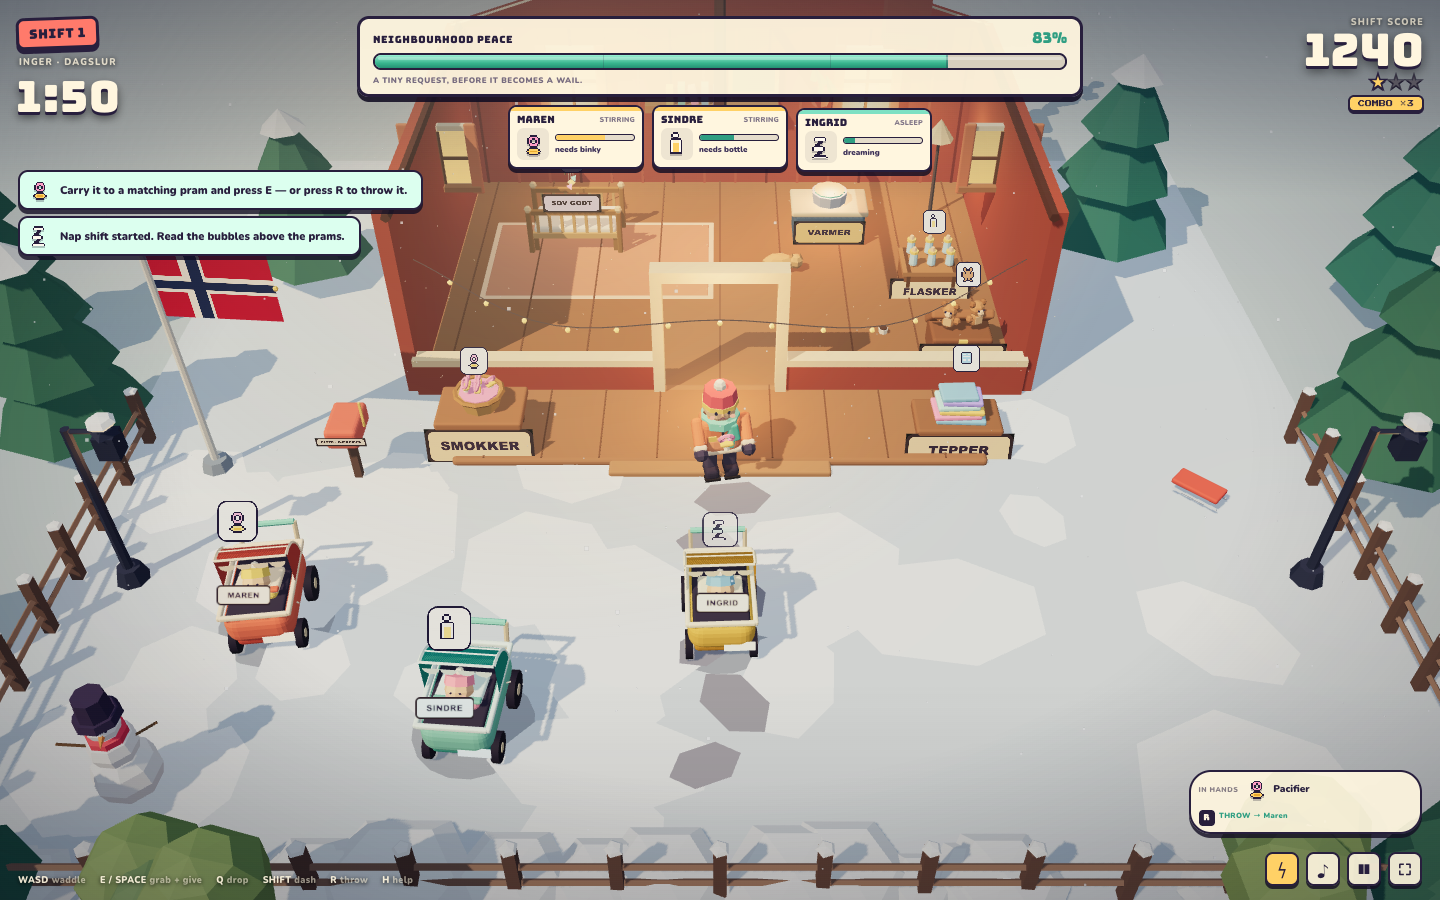 SHIFT 1
INGER · DAGSLUR
1:50
NEIGHBOURHOOD PEACE
83%
A TINY REQUEST, BEFORE IT BECOMES A WAIL.
SHIFT SCORE
1240
COMBO ×3
MAREN
STIRRING
needs binky
SINDRE
STIRRING
needs bottle
INGRID
ASLEEP
dreaming
Carry it to a matching pram and press E — or press R to throw it.
Nap shift started. Read the bubbles above the prams.
SOV GODT
VARMER
FLASKER
SMOKKER
TEPPER
MAREN
INGRID
SINDRE
IN HANDS
Pacifier
R
THROW → Maren
WASD waddle
E / SPACE grab + give
Q drop
SHIFT dash
R throw
H help